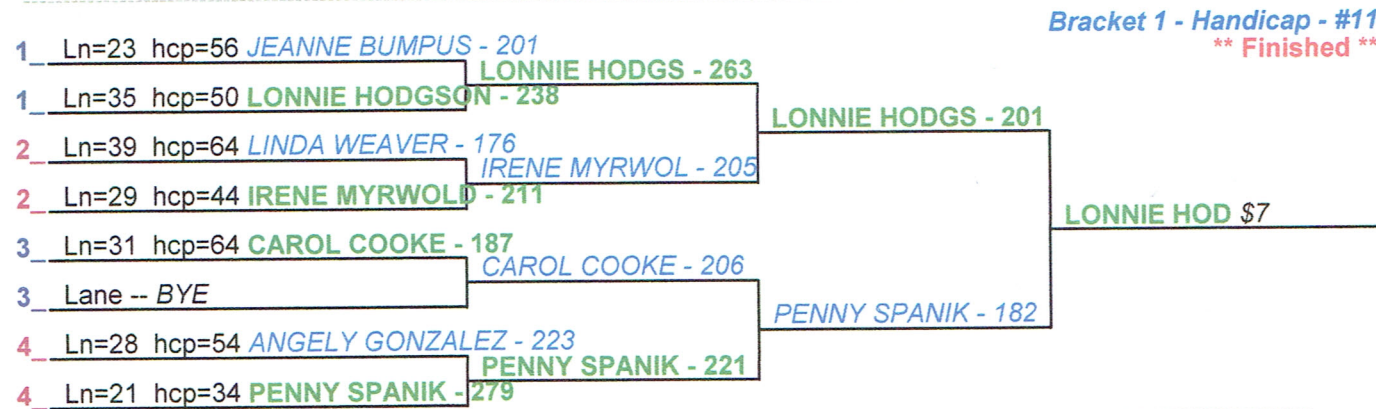 Bracket 1 - Handicap - #11
** Finished **
1_ Ln=23 hcp=56 JEANNE BUMPUS - 201
LONNIE HODGS - 263
1_ Ln=35 hcp=50 LONNIE HODGSON - 238
LONNIE HODGS - 201
2_ Ln=39 hcp=64 LINDA WEAVER - 176
IRENE MYRWOL - 205
2_ Ln=29 hcp=44 IRENE MYRWOLD - 211
LONNIE HOD $7
3_ Ln=31 hcp=64 CAROL COOKE - 187
CAROL COOKE - 206
3_ Lane -- BYE
PENNY SPANIK - 182
4_ Ln=28 hcp=54 ANGELY GONZALEZ - 223
PENNY SPANIK - 221
4_ Ln=21 hcp=34 PENNY SPANIK - 279